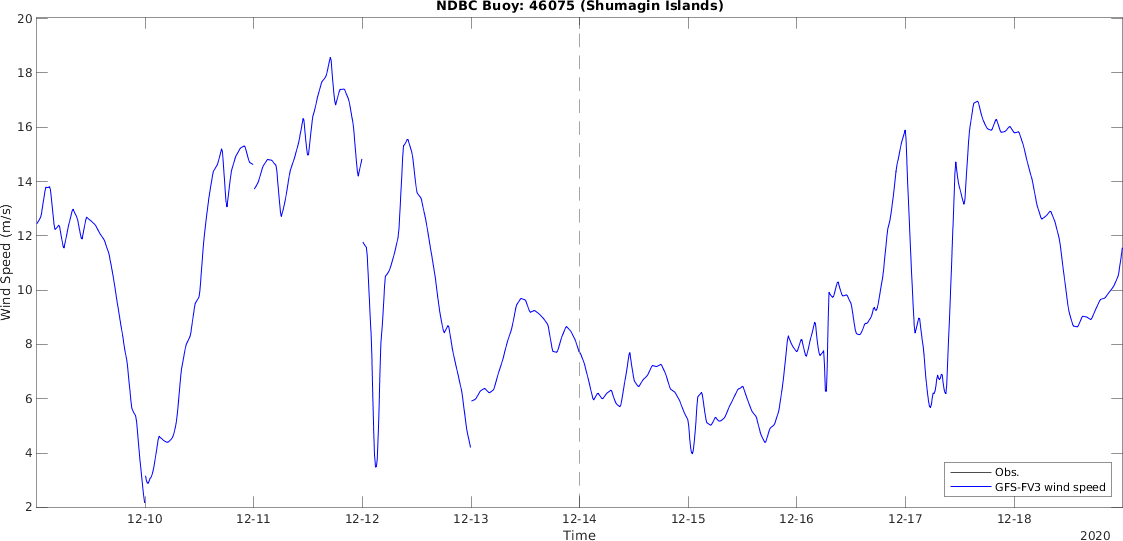 NDBC Buoy: 46075 (Shumagin Islands)
20
18
16
14
12
10
8
6
4
2
Wind Speed (m/s)
12-10 12-11 12-12 12-13 12-14 12-15 12-16 12-17 12-18
Time
2020
Obs.
GFS-FV3 wind speed